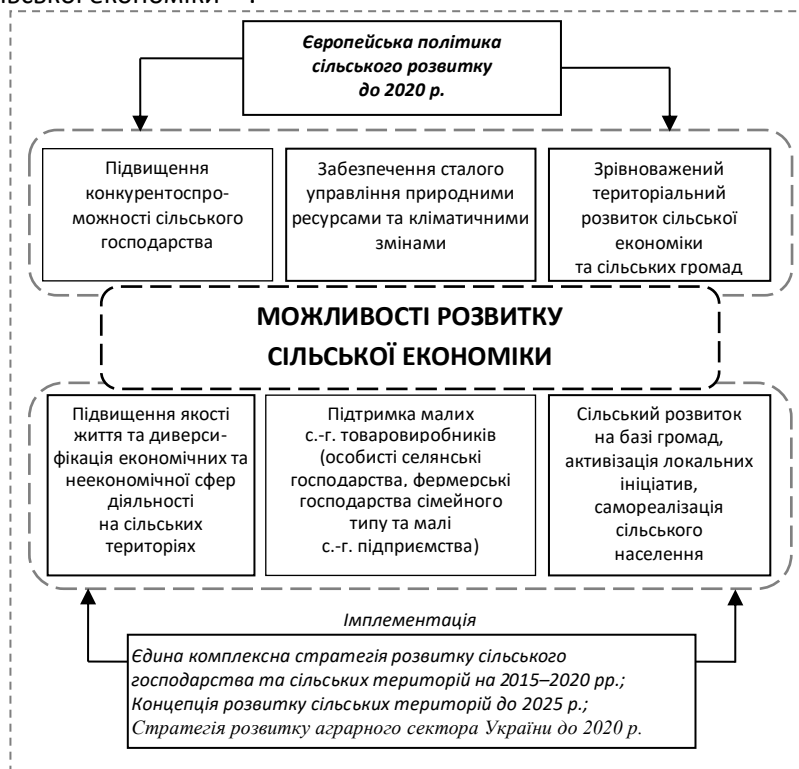 Європейська політика
сільського розвитку
до 2020 р.
Підвищення
конкурентоспро-
можності сільського
господарства
Забезпечення сталого
управління природними
ресурсами та кліматичними
змінами
Зрівноважений
територіальний
розвиток сільської
економіки
та сільських громад
МОЖЛИВОСТІ РОЗВИТКУ
СІЛЬСЬКОЇ ЕКОНОМІКИ
Підвищення якості
життя та диверси-
фікація економічних та
неекономічної сфер
діяльності
на сільських
територіях
Підтримка малих
с.-г. товаровиробників
(особисті селянські
господарства, фермерські
господарства сімейного
типу та малі
с.-г. підприємства)
Сільський розвиток
на базі громад,
активізація локальних
ініціатив,
самореалізація
сільського
населення
Імплементація
Єдина комплексна стратегія розвитку сільського
господарства та сільських територій на 2015–2020 рр.;
Концепція розвитку сільських територій до 2025 р.;
Стратегія розвитку аграрного сектора України до 2020 р.